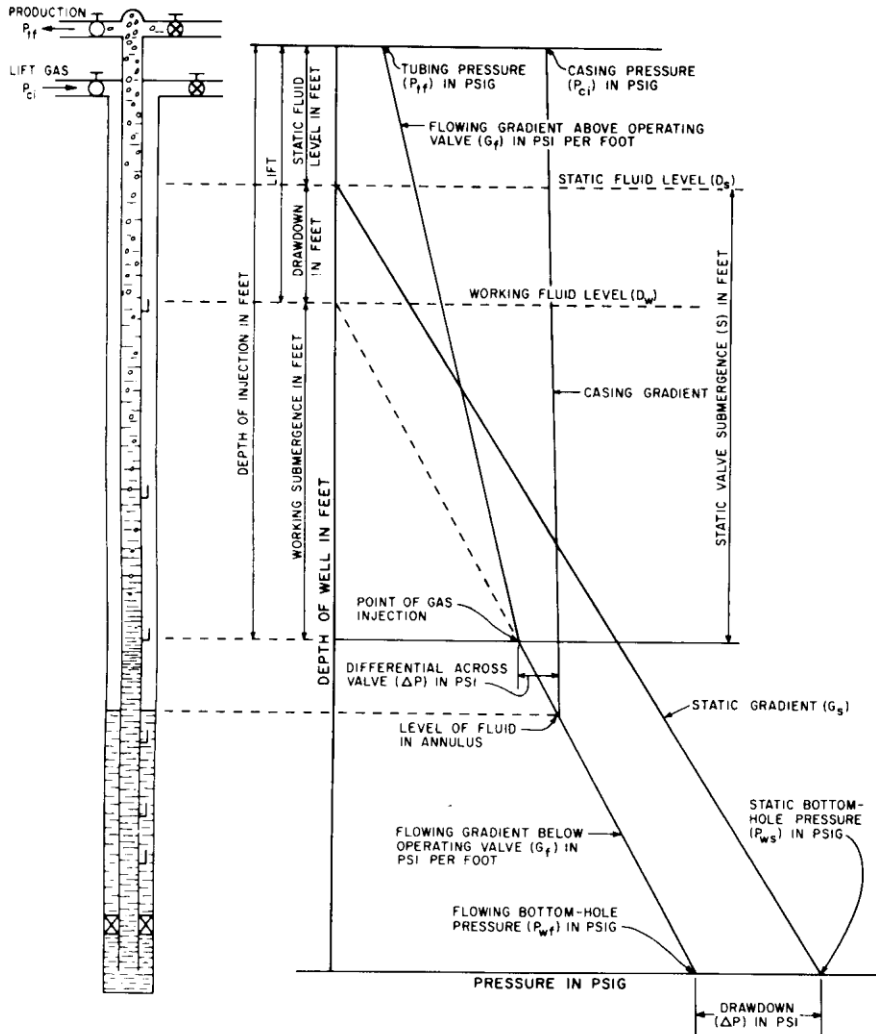 PRODUCTION
Ptf
LIFT GAS
Pci
TUBING PRESSURE
(Ptf) IN PSIG
CASING PRESSURE
(Pci) IN PSIG
FLOWING GRADIENT ABOVE OPERATING
VALVE (Gf) IN PSI PER FOOT
STATIC FLUID
LEVEL IN FEET
LIFT
STATIC FLUID LEVEL (Ds)
DRAWDOWN
IN FEET
WORKING FLUID LEVEL (Dw)
DEPTH OF INJECTION IN FEET
WORKING SUBMERGENCE IN FEET
DEPTH OF WELL IN FEET
CASING GRADIENT
STATIC VALVE SUBMERGENCE (S) IN FEET
POINT OF GAS
INJECTION
DIFFERENTIAL ACROSS
VALVE (ΔP) IN PSI
STATIC GRADIENT (Gs)
LEVEL OF FLUID
IN ANNULUS
STATIC BOTTOM-
HOLE PRESSURE
(Pws) IN PSIG
FLOWING GRADIENT BELOW
OPERATING VALVE (Gf) IN
PSI PER FOOT
FLOWING BOTTOM-HOLE
PRESSURE (Pwf) IN PSIG
PRESSURE IN PSIG
DRAWDOWN
(ΔP) IN PSI